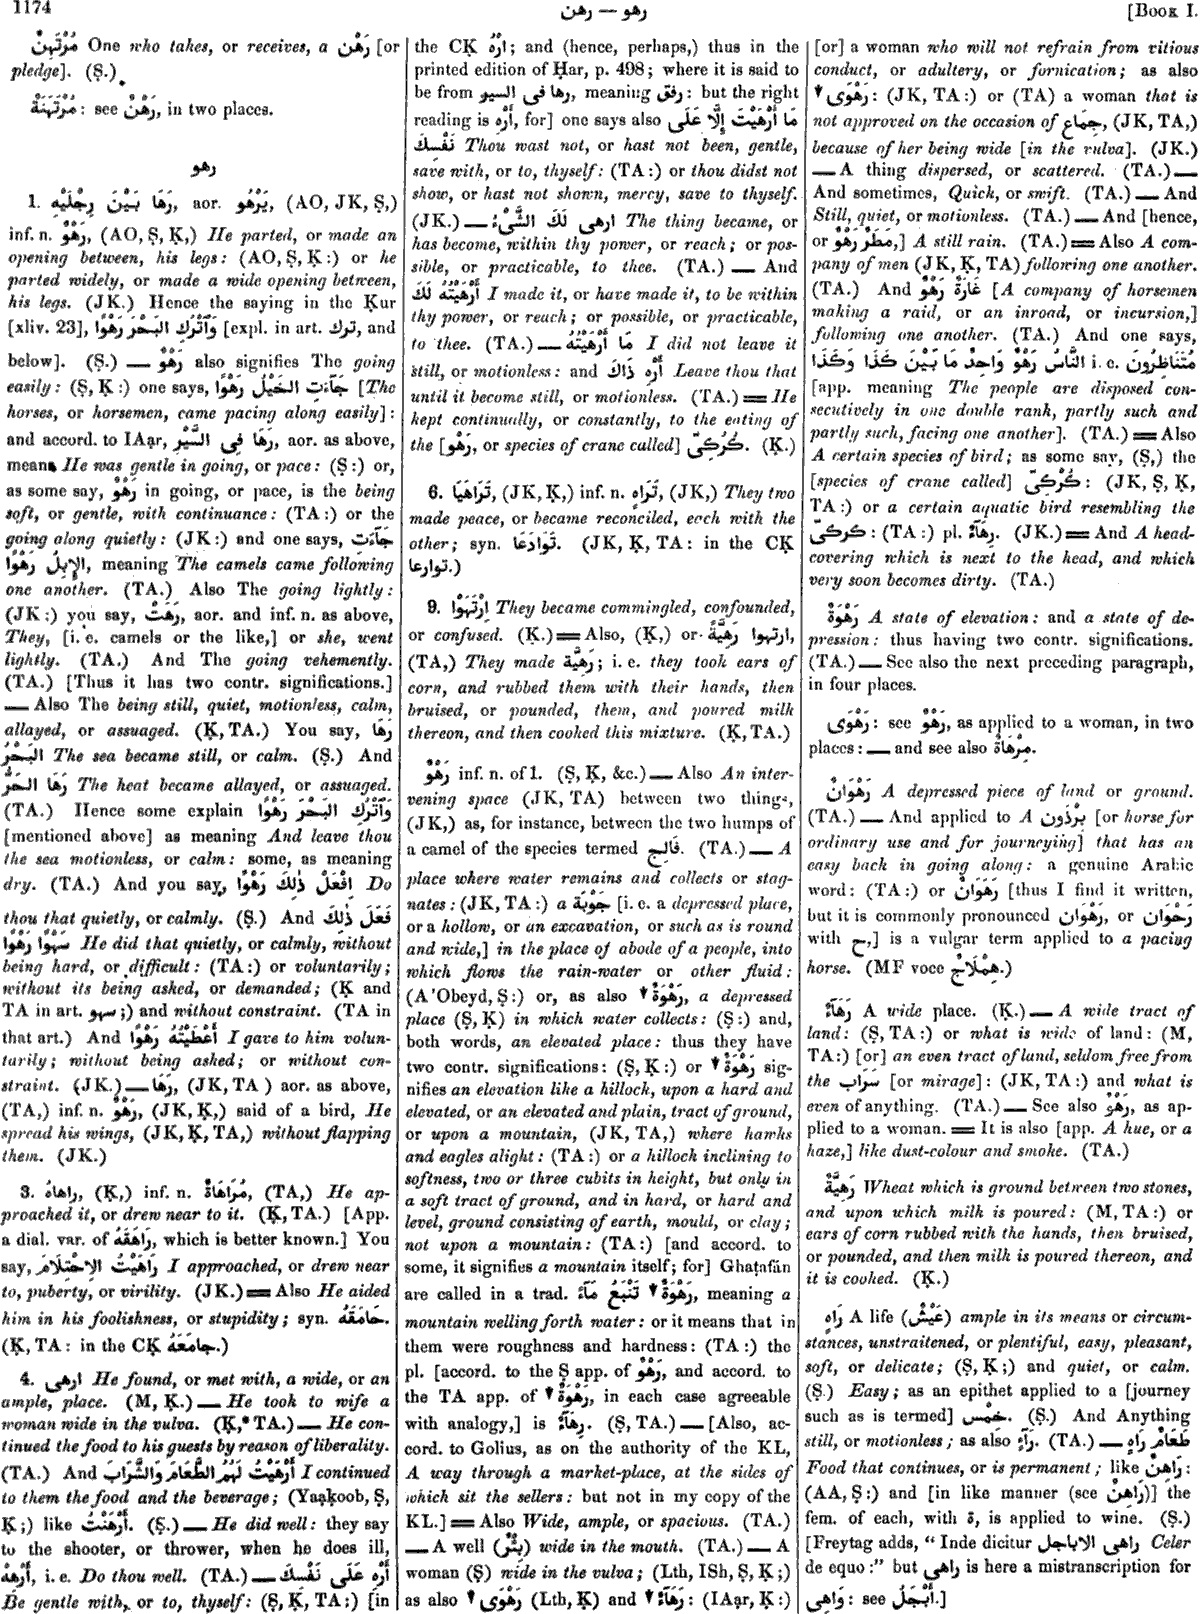 1174
رهو — رهن
[BOOK I.
مُرْتَهِنٌ One who takes, or receives, a رَهْن [or
pledge]. (Ṣ.)
مُرْتَهَنَةٌ: see رَهْنٌ, in two places.
رهو
1. رَهَا بَيْنَ رِجْلَيْهِ, aor. يَرْهُو, (AO, JK, Ṣ,)
inf. n. رَهْوٌ, (AO, Ṣ, Ḳ,) He parted, or made an
opening between, his legs: (AO, Ṣ, Ḳ:) or he
parted widely, or made a wide opening between,
his legs. (JK.) Hence the saying in the Ḳur
[xliv. 23], وَٱتْرُكِ البَحْرَ رَهْوًا [expl. in art. ترك, and
below]. (Ṣ.) — رَهْوٌ also signifies The going
easily: (Ṣ, Ḳ:) one says, جَآءَتِ الخَيْلُ رَهْوًا [The
horses, or horsemen, came pacing along easily]:
and accord. to IAạr, رَهَا فِى السَّيْرِ, aor. as above,
means He was gentle in going, or pace: (Ṣ:) or,
as some say, رَهْوٌ in going, or pace, is the being
soft, or gentle, with continuance: (TA:) or the
going along quietly: (JK:) and one says, جَآءَتِ
الإِبِلُ رَهْوًا, meaning The camels came following
one another. (TA.) Also The going lightly:
(JK:) you say, رَهَتْ, aor. and inf. n. as above,
They, [i. e. camels or the like,] or she, went
lightly. (TA.) And The going vehemently.
(TA.) [Thus it has two contr. significations.]
— Also The being still, quiet, motionless, calm,
allayed, or assuaged. (Ḳ, TA.) You say, رَهَا
البَحْرُ The sea became still, or calm. (Ṣ.) And
رَهَا الحَرُّ The heat became allayed, or assuaged.
(TA.) Hence some explain وَٱتْرُكِ البَحْرَ رَهْوًا
[mentioned above] as meaning And leave thou
the sea motionless, or calm: some, as meaning
dry. (TA.) And you say, اِفْعَلْ ذٰلِكَ رَهْوًا Do
thou that quietly, or calmly. (Ṣ.) And فَعَلَ ذٰلِكَ
سَهْوًا رَهْوًا He did that quietly, or calmly, without
being hard, or difficult: (TA:) or voluntarily;
without its being asked, or demanded; (Ḳ and
TA in art. سهو;) and without constraint. (TA in
that art.) And أَعْطَيْتُهُ رَهْوًا I gave to him volun-
tarily; without being asked; or without con-
straint. (JK.) — رَهَا, (JK, TA) aor. as above,
(TA,) inf. n. رَهْوٌ, (JK, Ḳ,) said of a bird, He
spread his wings, (JK, Ḳ, TA,) without flapping
them. (JK.)
3. راهاهُ, (Ḳ,) inf. n. مُرَاهَاةٌ, (TA,) He ap-
proached it, or drew near to it. (Ḳ, TA.) [App.
a dial. var. of رَاهَقَهُ, which is better known.] You
say, رَاهَيْتُ الاِحْتِلَامَ I approached, or drew near
to, puberty, or virility. (JK.) = Also He aided
him in his foolishness, or stupidity; syn. حَامَقَهُ.
(Ḳ, TA: in the CḲ جامَعَهُ.)
4. ارهى He found, or met with, a wide, or an
ample, place. (M, Ḳ.) — He took to wife a
woman wide in the vulva. (Ḳ,* TA.) — He con-
tinued the food to his guests by reason of liberality.
(TA.) And أَرْهَيْتُ لَهُمُ الطَّعَامَ وَالشَّرَابَ I continued
to them the food and the beverage; (Yaạḳoob, Ṣ,
Ḳ;) like أَرْهَنْتُ. (Ṣ.) — He did well: they say
to the shooter, or thrower, when he does ill,
أَرْهِهْ, i. e. Do thou well. (TA.) — أَرْهِ عَلَى نَفْسِكَ
Be gentle with, or to, thyself: (Ṣ, Ḳ, TA;) [in
the CḲ ارْهُ; and (hence, perhaps,) thus in the
printed edition of Ḥar, p. 498; where it is said to
be from رها فى السير, meaning رفق: but the right
reading is أَرْهِ, for] one says also مَا أَرْهَيْتَ إِلَّا عَلَى
نَفْسِكَ Thou wast not, or hast not been, gentle,
save with, or to, thyself: (TA:) or thou didst not
show, or hast not shown, mercy, save to thyself.
(JK.) — ارهى لَكَ الشَّىْءُ The thing became, or
has become, within thy power, or reach; or pos-
sible, or practicable, to thee. (TA.) — And
أَرْهَيْتُهُ لَكَ I made it, or have made it, to be within
thy power, or reach; or possible, or practicable,
to thee. (TA.) — مَا أَرْهَيْتُهُ I did not leave it
still, or motionless: and أَرْهِ ذَاكَ Leave thou that
until it become still, or motionless. (TA.) = He
kept continually, or constantly, to the eating of
the [رَهْو, or species of crane called] كُرْكِىّ. (Ḳ.)
6. تَرَاهَيَا, (JK, Ḳ,) inf. n. تَرَاهٍ, (JK,) They two
made peace, or became reconciled, each with the
other; syn. تَوَادَعَا. (JK, Ḳ, TA: in the CḲ
توارعا.)
9. اِرْتَهَوْا They became commingled, confounded,
or confused. (Ḳ.) = Also, (Ḳ,) or ارتهوا رَهِيَّةً,
(TA,) They made رَهِيَّة; i. e. they took ears of
corn, and rubbed them with their hands, then
bruised, or pounded, them, and poured milk
thereon, and then cooked this mixture. (Ḳ, TA.)
رَهْوٌ inf. n. of 1. (Ṣ, Ḳ, &c.) — Also An inter-
vening space (JK, TA) between two things,
(JK,) as, for instance, between the two humps of
a camel of the species termed فَالِج. (TA.) — A
place where water remains and collects or stag-
nates: (JK, TA:) a جَوْبَة [i. e. a depressed place,
or a hollow, or an excavation, or such as is round
and wide,] in the place of abode of a people, into
which flows the rain-water or other fluid:
(A'Obeyd, Ṣ:) or, as also ▼ رَهْوَةٌ, a depressed
place (Ṣ, Ḳ) in which water collects: (Ṣ:) and,
both words, an elevated place: thus they have
two contr. significations: (Ṣ, Ḳ:) or ▼ رَهْوَةٌ sig-
nifies an elevation like a hillock, upon a hard and
elevated, or an elevated and plain, tract of ground,
or upon a mountain, (JK, TA,) where hawks
and eagles alight: (TA:) or a hillock inclining to
softness, two or three cubits in height, but only in
a soft tract of ground, and in hard, or hard and
level, ground consisting of earth, mould, or clay;
not upon a mountain: (TA:) [and accord. to
some, it signifies a mountain itself; for] Ghaṭafán
are called in a trad. ▼ رَهْوَةٌ تَنْبَعُ مَآءً, meaning a
mountain welling forth water: or it means that in
them were roughness and hardness: (TA:) the
pl. [accord. to the Ṣ app. of رَهْوٌ, and accord. to
the TA app. of ▼ رَهْوَةٌ, in each case agreeable
with analogy,] is رِهَآءٌ. (Ṣ, TA.) — [Also, ac-
cord. to Golius, as on the authority of the KL,
A way through a market-place, at the sides of
which sit the sellers: but not in my copy of the
KL.] = Also Wide, ample, or spacious. (TA.)
— A well (بِئْرٌ) wide in the mouth. (TA.) — A
woman (Ṣ) wide in the vulva; (Lth, ISh, Ṣ, Ḳ;)
as also ▼ رَهْوَى (Lth, Ḳ) and ▼ رَهَآءٌ: (IAạr, Ḳ:)
[or] a woman who will not refrain from vitious
conduct, or adultery, or fornication; as also
▼ رَهْوَى: (JK, TA:) or (TA) a woman that is
not approved on the occasion of جِمَاع, (JK, TA,)
because of her being wide [in the vulva]. (JK.)
— A thing dispersed, or scattered. (TA.) —
And sometimes, Quick, or swift. (TA.) — And
Still, quiet, or motionless. (TA.) — And [hence,
or مَطَرٌ رَهْوٌ,] A still rain. (TA.) = Also A com-
pany of men (JK, Ḳ, TA) following one another.
(TA.) And غَارَةٌ رَهْوٌ [A company of horsemen
making a raid, or an inroad, or incursion,]
following one another. (TA.) And one says,
النَّاسُ رَهْوٌ وَاحِدٌ مَا بَيْنَ كَذَا وَكَذَا i. e. مُتَنَاظِرُونَ
[app. meaning The people are disposed con-
secutively in one double rank, partly such and
partly such, facing one another]. (TA.) = Also
A certain species of bird; as some say, (Ṣ,) the
[species of crane called] كُرْكِىّ: (JK, Ṣ, Ḳ,
TA:) or a certain aquatic bird resembling the
كركىّ: (TA:) pl. رِهَآءٌ. (JK.) = And A head-
covering which is next to the head, and which
very soon becomes dirty. (TA.)
رَهْوَةٌ A state of elevation: and a state of de-
pression: thus having two contr. significations.
(TA.) — See also the next preceding paragraph,
in four places.
رَهْوَى: see رَهْوٌ, as applied to a woman, in two
places: — and see also مِرْهَاةٌ.
رَهْوَانٌ A depressed piece of land or ground.
(TA.) — And applied to A بِرْذَوْن [or horse for
ordinary use and for journeying] that has an
easy back in going along: a genuine Arabic
word: (TA:) or رَهَوَانٌ [thus I find it written,
but it is commonly pronounced رَهْوَان, or رَحْوَان
with ح,] is a vulgar term applied to a pacing
horse. (MF voce هِمْلَاجٌ.)
رَهَآءٌ A wide place. (Ḳ.) — A wide tract of
land: (Ṣ, TA:) or what is wide of land: (M,
TA:) [or] an even tract of land, seldom free from
the سَرَاب [or mirage]: (JK, TA:) and what is
even of anything. (TA.) — See also رَهْوٌ, as ap-
plied to a woman. = It is also [app. A hue, or a
haze,] like dust-colour and smoke. (TA.)
رَهِيَّةٌ Wheat which is ground between two stones,
and upon which milk is poured: (M, TA:) or
ears of corn rubbed with the hands, then bruised,
or pounded, and then milk is poured thereon, and
it is cooked. (Ḳ.)
رَاهٍ A life (عَيْشٌ) ample in its means or circum-
stances, unstraitened, or plentiful, easy, pleasant,
soft, or delicate; (Ṣ, Ḳ;) and quiet, or calm.
(Ṣ.) Easy; as an epithet applied to a [journey
such as is termed] خِمْس. (Ṣ.) And Anything
still, or motionless; as also رَآءٍ. (TA.) — طَعَامٌ رَاهٍ
Food that continues, or is permanent; like رَاهِنٌ:
(AA, Ṣ:) and [in like manner (see رَاهِنٌ)] the
fem. of each, with ة, is applied to wine. (Ṣ.)
[Freytag adds, “Inde dicitur راهى الاباجل Celer
de equo:” but راهى is here a mistranscription for
وَاهِى: see أَبْجَلُ.]